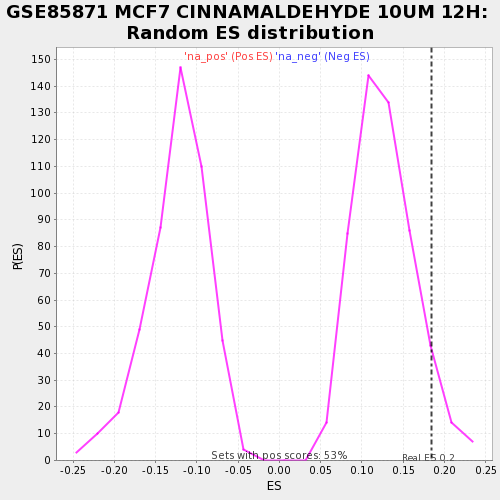 GSE85871 MCF7 CINNAMALDEHYDE 10UM 12H:
Random ES distribution
'na_pos' (Pos ES) 'na_neg' (Neg ES)
P(ES)
150
140
130
120
110
100
90
80
70
60
50
40
30
20
10
0
Sets with pos scores: 53%
Real ES 0.2
-0.25 -0.20 -0.15 -0.10 -0.05 0.00 0.05 0.10 0.15 0.20 0.25
ES